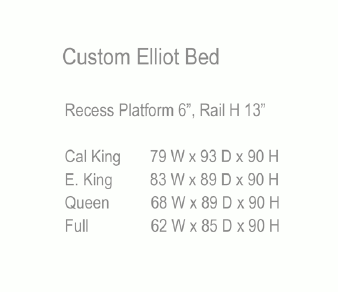 Custom Elliot Bed
Recess Platform 6”, Rail H 13”
Cal King 79 W x 93 D x 90 H
E. King 83 W x 89 D x 90 H
Queen 68 W x 89 D x 90 H
Full 62 W x 85 D x 90 H